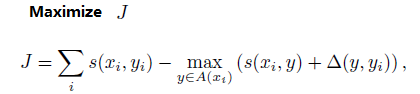 Maximize J
J = ∑_i s(x_i, y_i) − max_{y∈A(x_i)} (s(x_i, y) + Δ(y, y_i)) ,